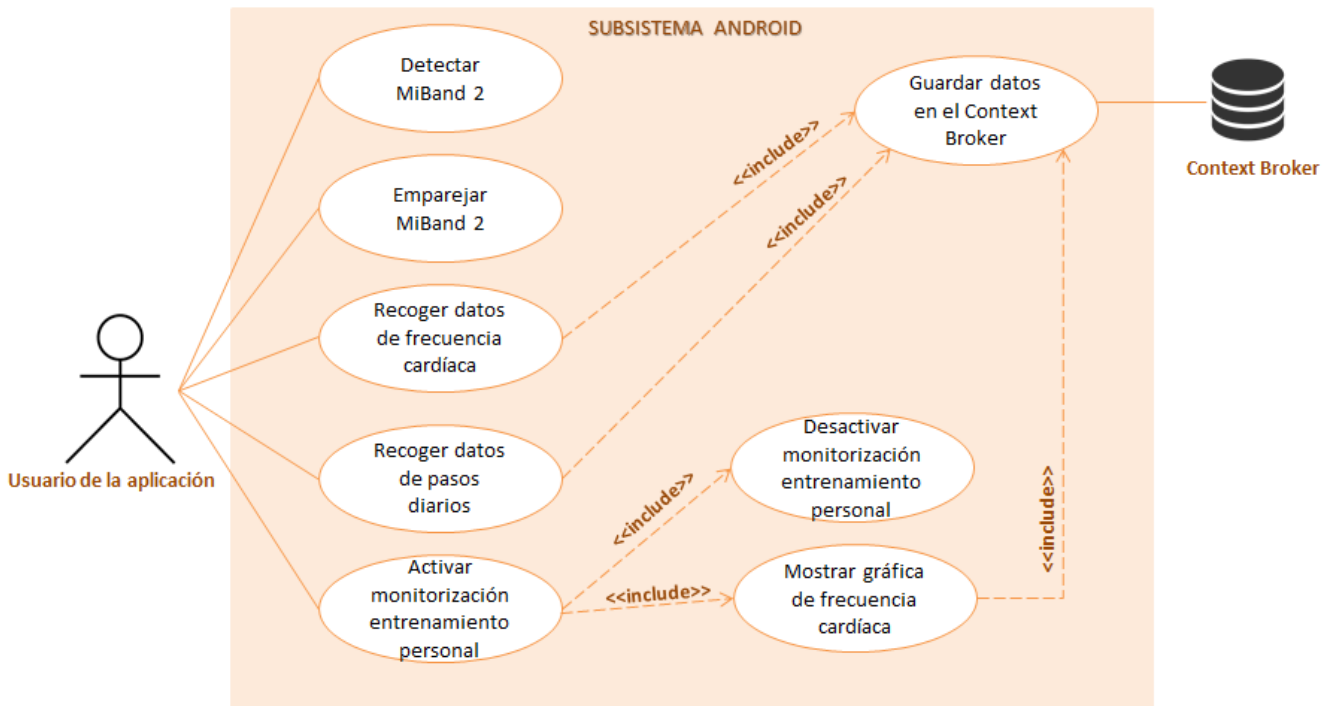 SUBSISTEMA ANDROID
Detectar
MiBand 2
Guardar datos
en el Context
Broker
Context Broker
<<include>>
Emparejar
MiBand 2
<<include>>
Recoger datos
de frecuencia
cardíaca
Usuario de la aplicación
Recoger datos
de pasos
diarios
Desactivar
monitorización
entrenamiento
personal
<<include>>
<<include>>
Activar
monitorización
entrenamiento
personal
<<include>>
Mostrar gráfica
de frecuencia
cardíaca